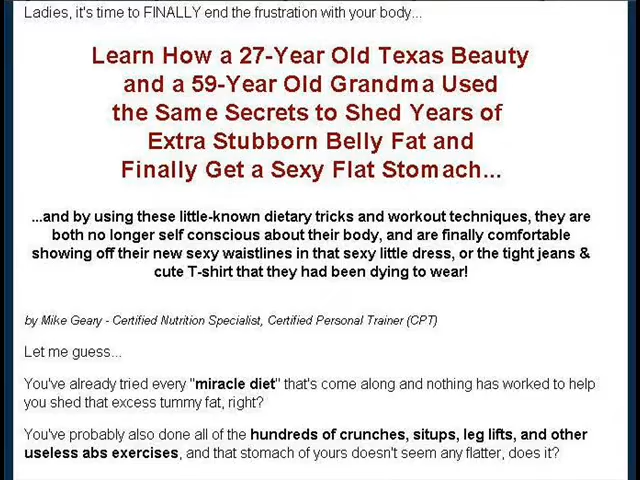 Ladies, it's time to FINALLY end the frustration with your body...
Learn How a 27-Year Old Texas Beauty
and a 59-Year Old Grandma Used
the Same Secrets to Shed Years of
Extra Stubborn Belly Fat and
Finally Get a Sexy Flat Stomach...
...and by using these little-known dietary tricks and workout techniques, they are
both no longer self conscious about their body, and are finally comfortable
showing off their new sexy waistlines in that sexy little dress, or the tight jeans &
cute T-shirt that they had been dying to wear!
by Mike Geary - Certified Nutrition Specialist, Certified Personal Trainer (CPT)
Let me guess...
You've already tried every "miracle diet" that's come along and nothing has worked to help
you shed that excess tummy fat, right?
You've probably also done all of the hundreds of crunches, situps, leg lifts, and other
useless abs exercises, and that stomach of yours doesn't seem any flatter, does it?